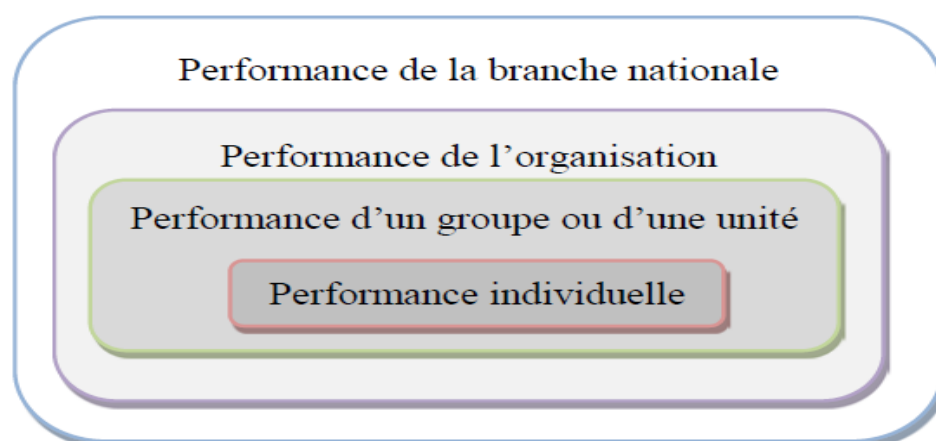 Performance de la branche nationale
Performance de l’organisation
Performance d’un groupe ou d’une unité
Performance individuelle